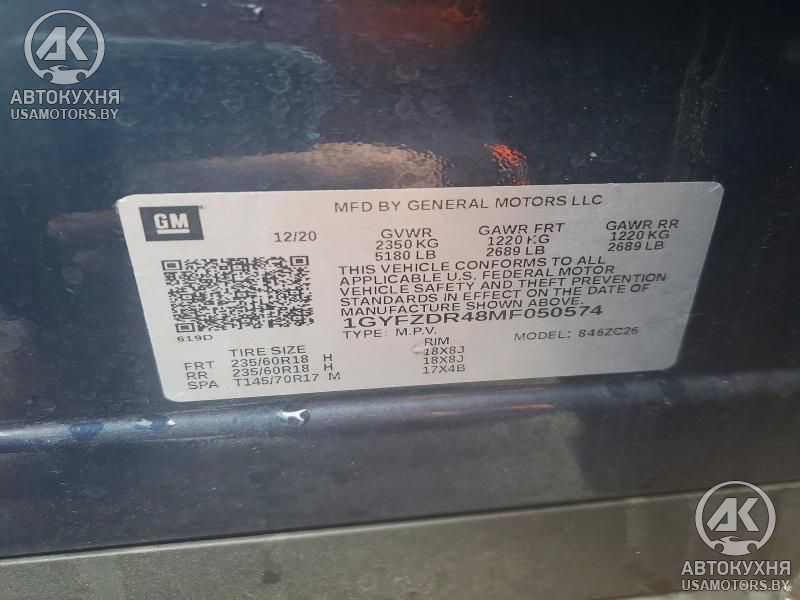 AK
АВТОКУХНЯ
USAMOTORS.BY
GM
MFD BY GENERAL MOTORS LLC
12/20
GVWR
2350 KG
5180 LB
GAWR FRT
1220 KG
2689 LB
GAWR RR
1220 KG
2689 LB
THIS VEHICLE CONFORMS TO ALL
APPLICABLE U.S. FEDERAL MOTOR
VEHICLE SAFETY AND THEFT PREVENTION
STANDARDS IN EFFECT ON THE DATE OF
MANUFACTURE SHOWN ABOVE.
1GYFZDR48MF050574
619D
TYPE: M.P.V.
MODEL: 846ZC26
TIRE SIZE
RIM
FRT 235/60R18 H 18X8J
RR 235/60R18 H 18X8J
SPA T145/70R17 M 17X4B
AK
АВТОКУХНЯ
USAMOTORS.BY